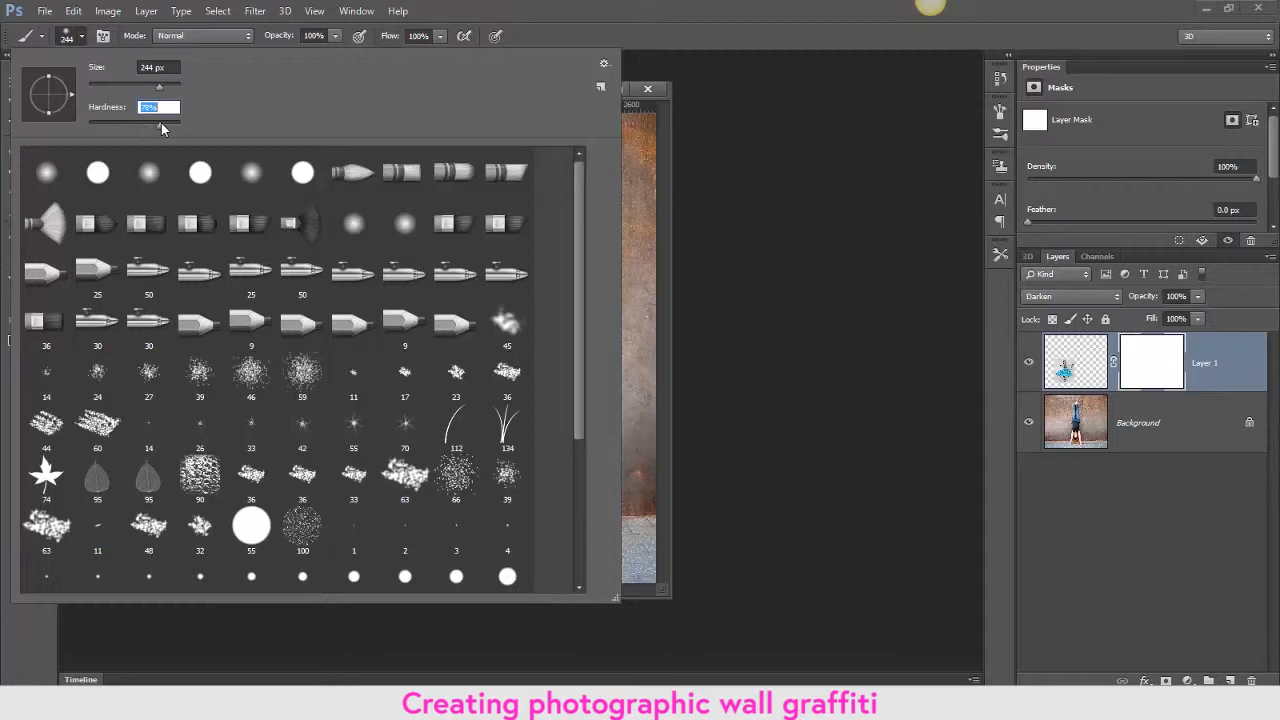 Ps File Edit Image Layer Type Select Filter 3D View Window Help
244 Mode: Normal Opacity: 100% Flow: 100% 3D
Size: 244 px
Hardness: 78%
25 50 25 50
36 30 30 9 9 45
14 24 27 39 46 59 11 17 23 36
44 60 14 26 33 42 55 70 112 134
74 95 95 90 36 36 33 63 66 39
63 11 48 32 55 100 1 2 3 4
2600
Properties
Masks
Layer Mask
Density: 100%
Feather: 0.0 px
3D Layers Channels
Kind
Darken Opacity: 100%
Lock: Fill: 100%
Layer 1
Background
Timeline
Creating photographic wall graffiti